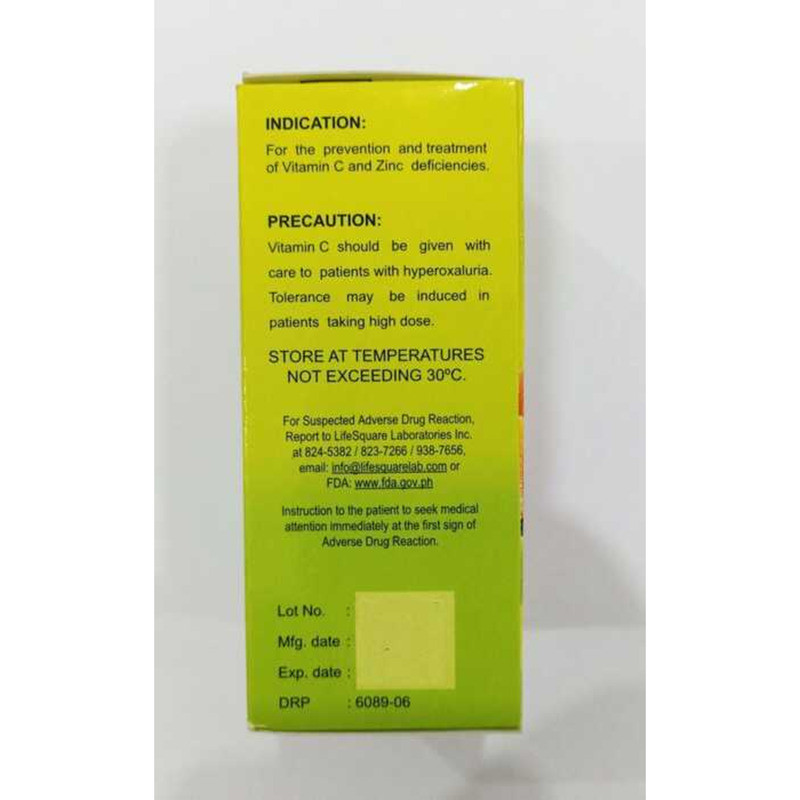 INDICATION:
For the prevention and treatment
of Vitamin C and Zinc deficiencies.
PRECAUTION:
Vitamin C should be given with
care to patients with hyperoxaluria.
Tolerance may be induced in
patients taking high dose.
STORE AT TEMPERATURES
NOT EXCEEDING 30ºC.
For Suspected Adverse Drug Reaction,
Report to LifeSquare Laboratories Inc.
at 824-5382 / 823-7266 / 938-7656,
email: info@lifesquarelab.com or
FDA: www.fda.gov.ph
Instruction to the patient to seek medical
attention immediately at the first sign of
Adverse Drug Reaction.
Lot No. :
Mfg. date :
Exp. date :
DRP : 6089-06